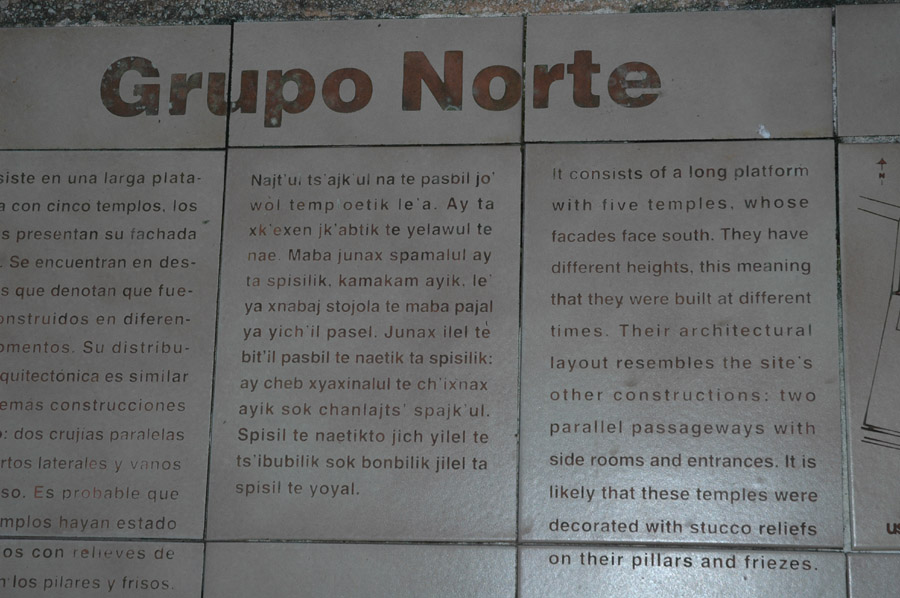 Grupo Norte
siste en una larga plata-
a con cinco templos, los
s presentan su fachada
. Se encuentran en des-
s que denotan que fue-
onstruidos en diferen-
omentos. Su distribu-
quitectónica es similar
emás construcciones
o: dos crujías paralelas
rtos laterales y vanos
so. Es probable que
mplos hayan estado
os con relieves de
n los pilares y frisos.
Najt'ul ts'ajk'ul na te pasbil jo'
wol temp'oetik le'a. Ay ta
xk'exen jk'abtik te yelawul te
nae. Maba junax spamalul ay
ta spisilik, kamakam ayik, le'
ya xnabaj stojola te maba pajal
ya yich'il pasel. Junax ilel te
bit'il pasbil te naetik ta spisilik:
ay cheb xyaxinalul te ch'ixnax
ayik sok chanlajts' spajk'ul.
Spisil te naetikto jich yilel te
ts'ibubilik sok bonbilik jilel ta
spisil te yoyal.
It consists of a long platform
with five temples, whose
facades face south. They have
different heights, this meaning
that they were built at different
times. Their architectural
layout resembles the site's
other constructions: two
parallel passageways with
side rooms and entrances. It is
likely that these temples were
decorated with stucco reliefs
on their pillars and friezes.
N